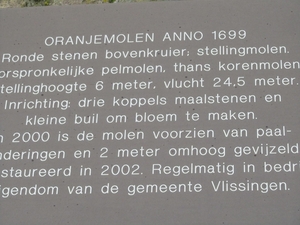 ORANJEMOLEN ANNO 1699
Ronde stenen bovenkruier: stellingmolen.
orspronkelijke pelmolen, thans korenmolen
tellinghoogte 6 meter, vlucht 24,5 meter.
Inrichting: drie koppels maalstenen en
kleine buil om bloem te maken.
n 2000 is de molen voorzien van paal-
nderingen en 2 meter omhoog gevijzeld
staureerd in 2002. Regelmatig in bedri
igendom van de gemeente Vlissingen.